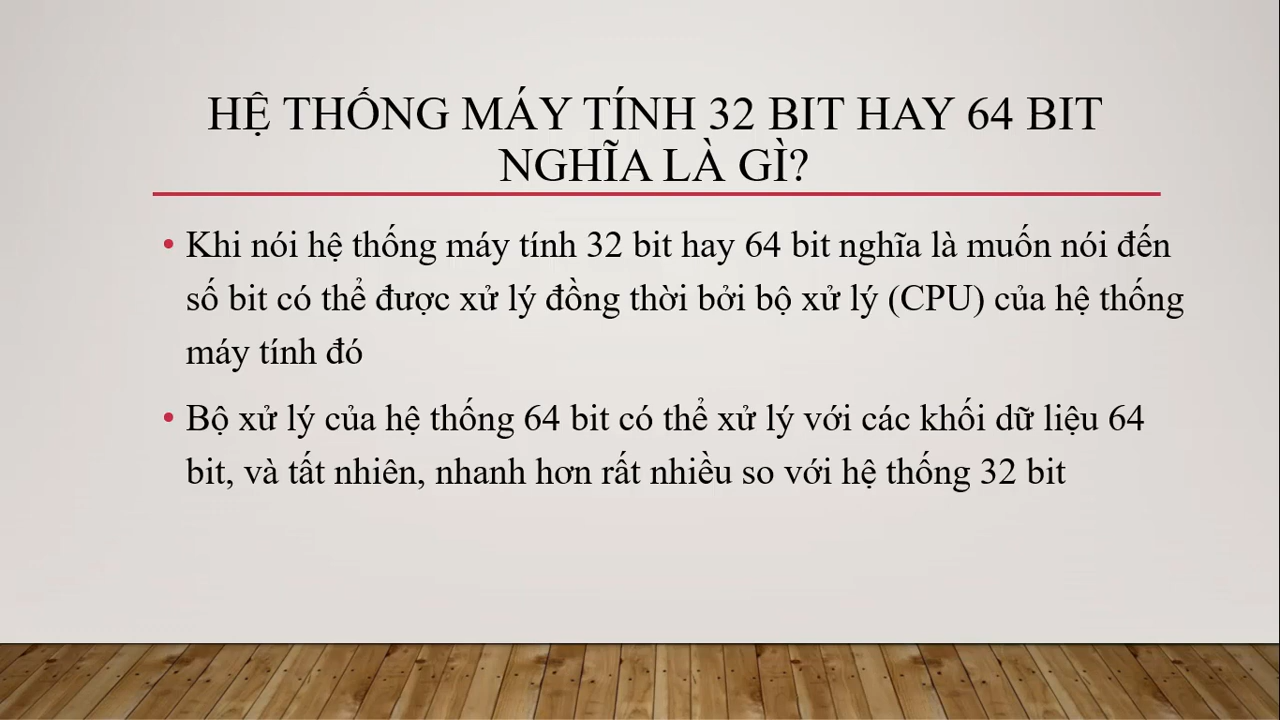 HỆ THỐNG MÁY TÍNH 32 BIT HAY 64 BIT
NGHĨA LÀ GÌ?
• Khi nói hệ thống máy tính 32 bit hay 64 bit nghĩa là muốn nói đến
số bit có thể được xử lý đồng thời bởi bộ xử lý (CPU) của hệ thống
máy tính đó
• Bộ xử lý của hệ thống 64 bit có thể xử lý với các khối dữ liệu 64
bit, và tất nhiên, nhanh hơn rất nhiều so với hệ thống 32 bit